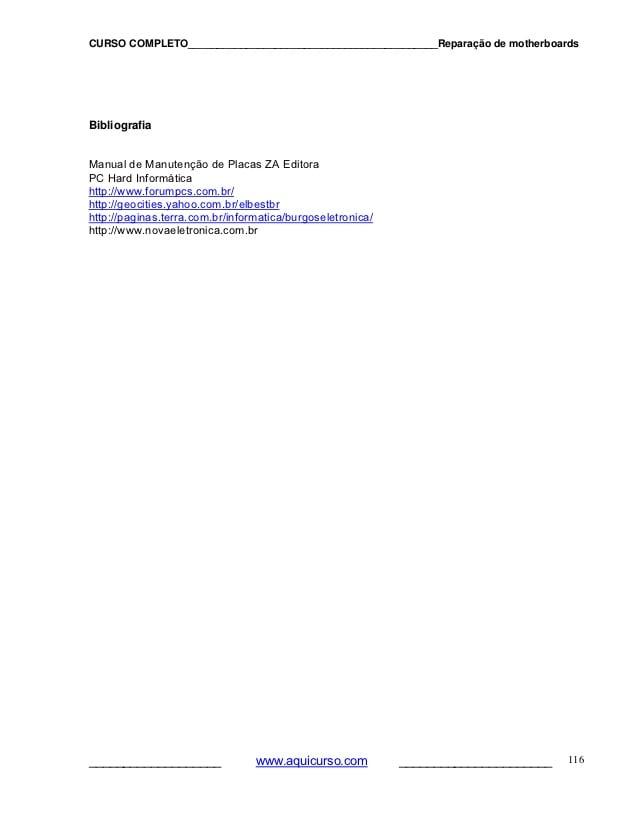 CURSO COMPLETO__________________________________________Reparação de motherboards
Bibliografia
Manual de Manutenção de Placas ZA Editora
PC Hard Informática
http://www.forumpcs.com.br/
http://geocities.yahoo.com.br/elbestbr
http://paginas.terra.com.br/informatica/burgoseletronica/
http://www.novaeletronica.com.br
___________________ www.aquicurso.com ______________________ 116